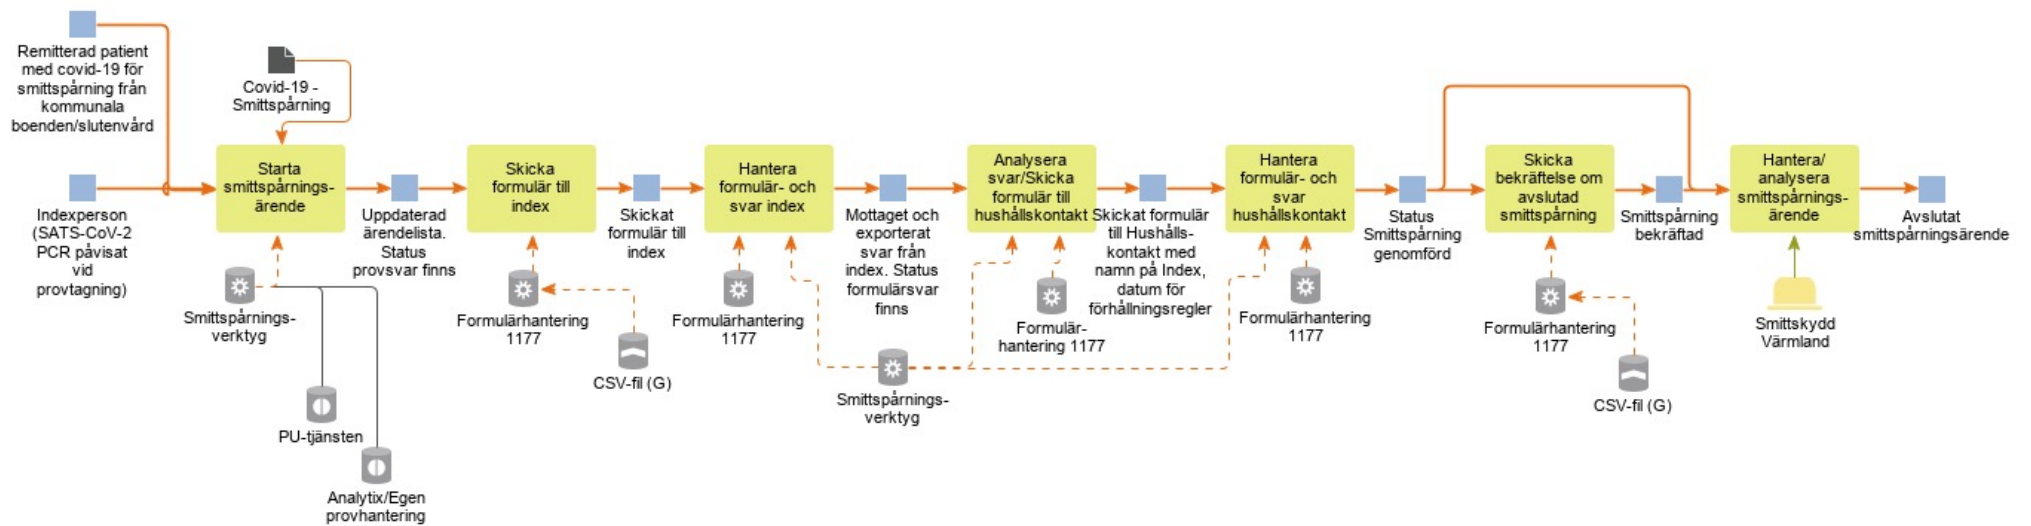 Remitterad patient
med covid-19 för
smittspårning från
kommunala
boenden/slutenvård
Covid-19 -
Smittspårning
Indexperson
(SATS-CoV-2
PCR påvisat
vid
provtagning)
Starta
smittspårnings-
ärende
Smittspårnings-
verktyg
PU-tjänsten
Analytix/Egen
provhantering
Uppdaterad
ärendelista.
Status
provsvar finns
Skicka
formulär till
index
Formulärhantering
1177
CSV-fil (G)
Skickat
formulär till
index
Hantera
formulär- och
svar index
Formulärhantering
1177
Mottaget och
exporterat
svar från
index. Status
formulärsvar
finns
Smittspårnings-
verktyg
Analysera
svar/Skicka
formulär till
hushållskontakt
Formulär-
hantering 1177
Skickat formulär
till Hushålls-
kontakt med
namn på Index,
datum för
förhållningsregler
Hantera
formulär- och
svar
hushållskontakt
Formulärhantering
1177
Status
Smittspårning
genomförd
Skicka
bekräftelse om
avslutad
smittspårning
Formulärhantering
1177
CSV-fil (G)
Smittspårning
bekräftad
Hantera/
analysera
smittspårnings-
ärende
Smittskydd
Värmland
Avslutat
smittspårningsärende